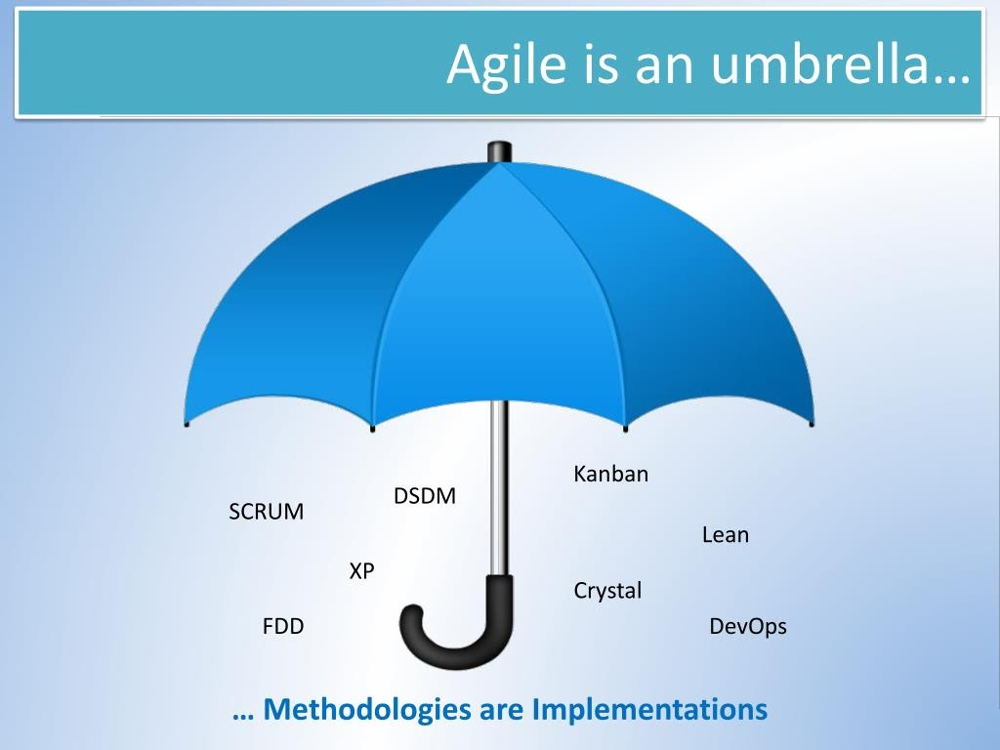 Agile is an umbrella…
Kanban
DSDM
SCRUM
Lean
XP
Crystal
FDD
DevOps
… Methodologies are Implementations